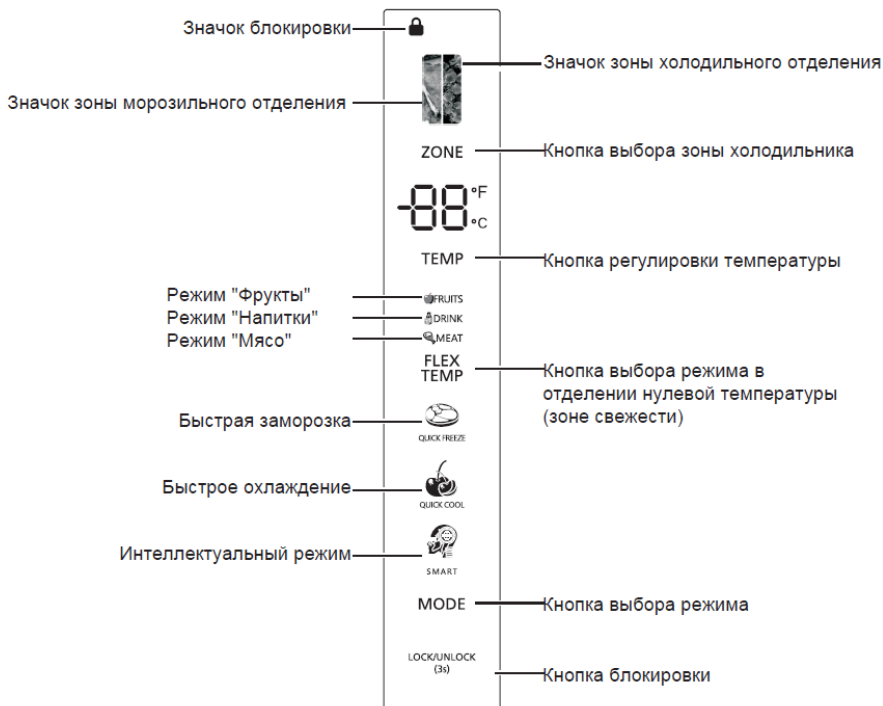 Значок блокировки
Значок зоны холодильного отделения
Значок зоны морозильного отделения
ZONE
Кнопка выбора зоны холодильника
-88 °F
°C
TEMP
Кнопка регулировки температуры
Режим "Фрукты"
FRUITS
Режим "Напитки"
DRINK
Режим "Мясо"
MEAT
FLEX
TEMP
Кнопка выбора режима в
отделении нулевой температуры
(зоне свежести)
Быстрая заморозка
QUICK FREEZE
Быстрое охлаждение
QUICK COOL
Интеллектуальный режим
SMART
MODE
Кнопка выбора режима
LOCK/UNLOCK
(3s)
Кнопка блокировки